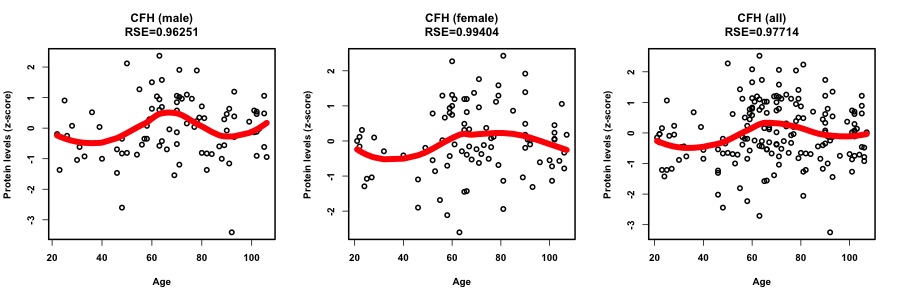 CFH (male)
RSE=0.96251
Protein levels (z-score)
2
1
0
-1
-2
-3
20 40 60 80 100
Age
CFH (female)
RSE=0.99404
Protein levels (z-score)
2
1
0
-1
-2
20 40 60 80 100
Age
CFH (all)
RSE=0.97714
Protein levels (z-score)
2
1
0
-1
-2
-3
20 40 60 80 100
Age